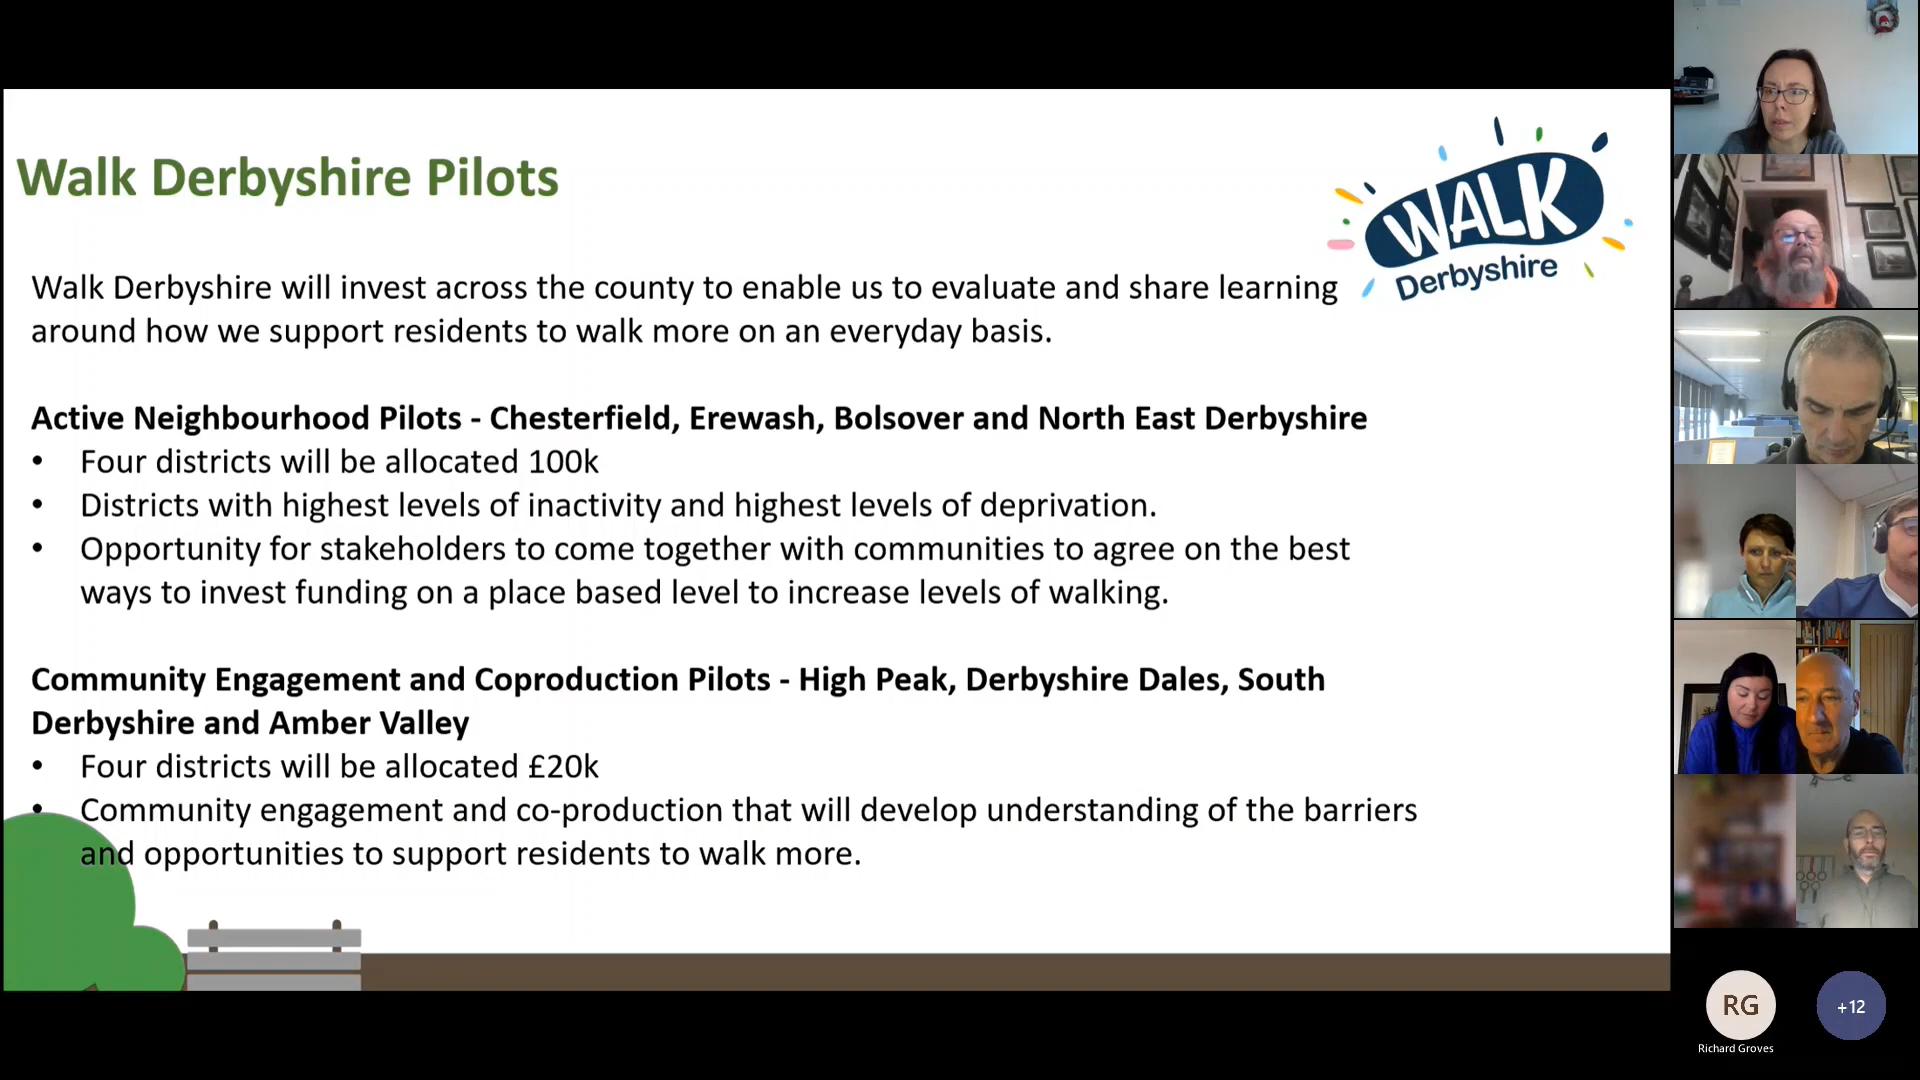 Walk Derbyshire Pilots
WALK
Derbyshire
Walk Derbyshire will invest across the county to enable us to evaluate and share learning
around how we support residents to walk more on an everyday basis.
Active Neighbourhood Pilots - Chesterfield, Erewash, Bolsover and North East Derbyshire
• Four districts will be allocated 100k
• Districts with highest levels of inactivity and highest levels of deprivation.
• Opportunity for stakeholders to come together with communities to agree on the best
ways to invest funding on a place based level to increase levels of walking.
Community Engagement and Coproduction Pilots - High Peak, Derbyshire Dales, South
Derbyshire and Amber Valley
• Four districts will be allocated £20k
• Community engagement and co-production that will develop understanding of the barriers
and opportunities to support residents to walk more.
RG
Richard Groves
+12